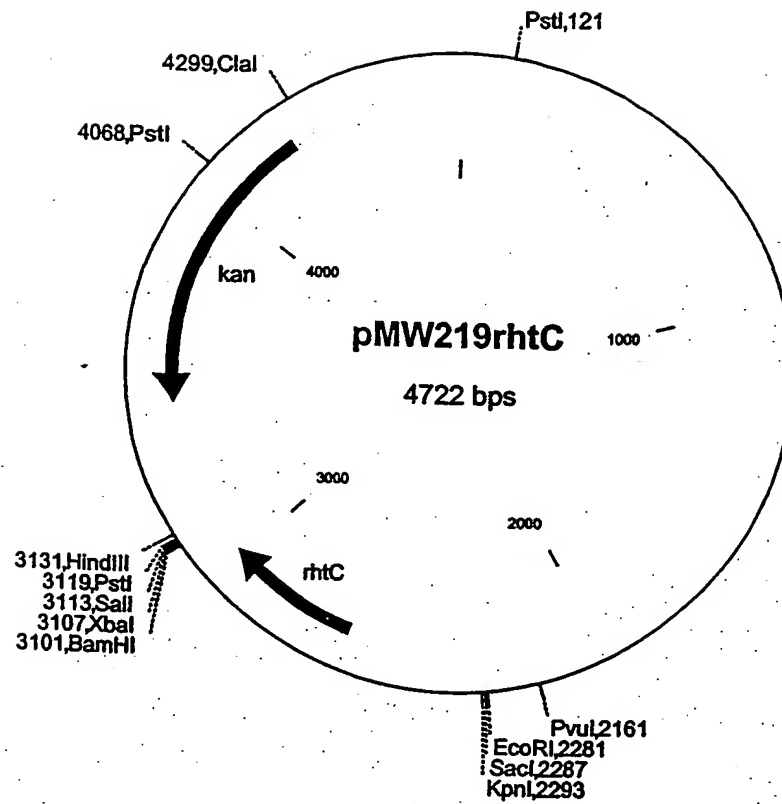 PstI,121
4299,ClaI
4068,PstI
kan
4000
pMW219rhtC
1000
4722 bps
3000
2000
rhtC
3131,HindIII
3119,PstI
3113,SalI
3107,XbaI
3101,BamHI
PvuI,2161
EcoRI,2281
SacI,2287
KpnI,2293